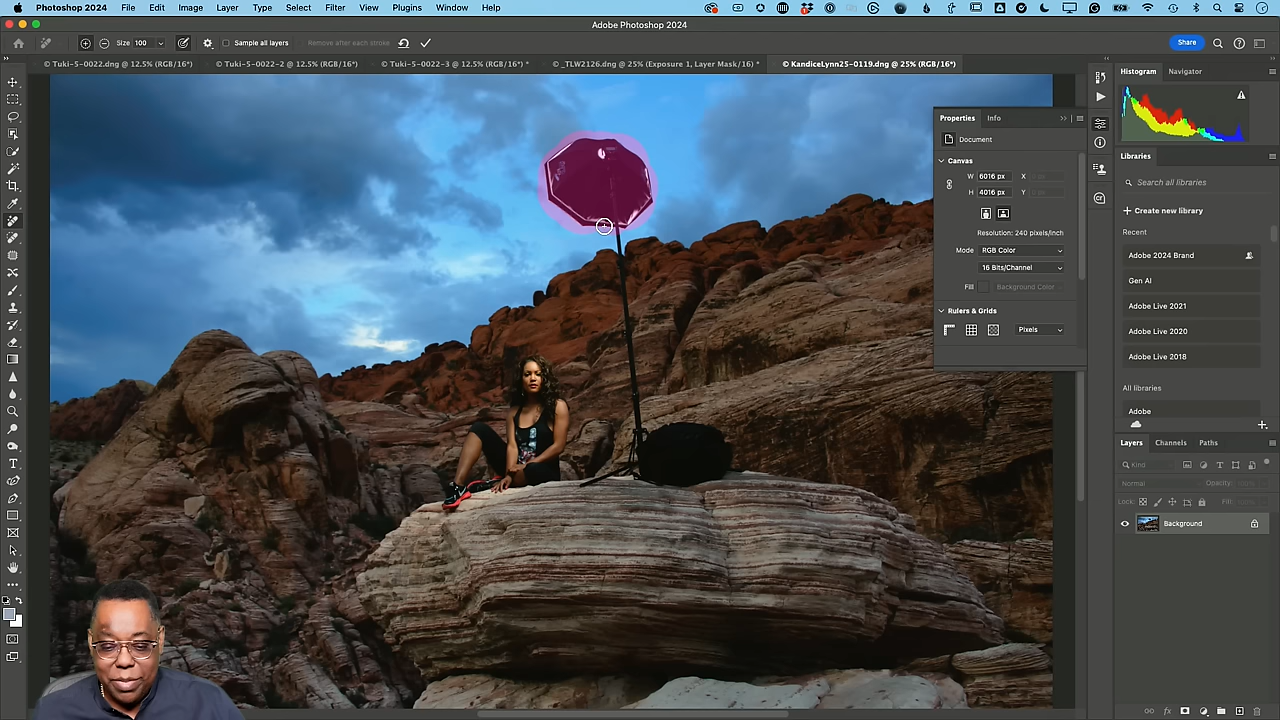 Photoshop 2024 File Edit Image Layer Type Select Filter View Plugins Window Help
Adobe Photoshop 2024
Size 100 Sample all layers Remove after each stroke Share
© Tuki-5-0022.dng @ 12.5% (RGB/16*) © Tuki-5-0022-2 @ 12.5% (RGB/16*) © Tuki-5-0022-3 @ 12.5% (RGB/16*) * © _TLW2126.dng @ 25% (Exposure 1, Layer Mask/16) * © KandiceLynn25-0119.dng @ 25% (RGB/16*)
Histogram Navigator
Properties Info
Document
Canvas
W 6016 px X
H 4016 px Y
Resolution: 240 pixels/inch
Mode RGB Color
16 Bits/Channel
Fill Background Color
Rulers & Grids
Pixels
Libraries
Search all libraries
+ Create new library
Recent
Adobe 2024 Brand
Gen AI
Adobe Live 2021
Adobe Live 2020
Adobe Live 2018
All libraries
Adobe
Layers Channels Paths
Kind
Normal Opacity:
Lock: Fill:
Background